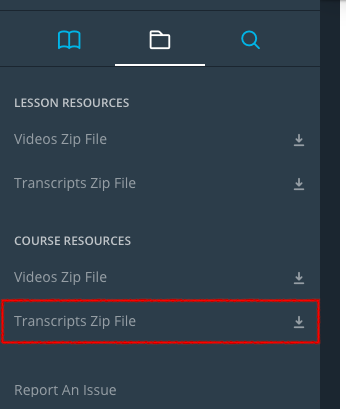 LESSON RESOURCES
Videos Zip File
Transcripts Zip File
COURSE RESOURCES
Videos Zip File
Transcripts Zip File
Report An Issue